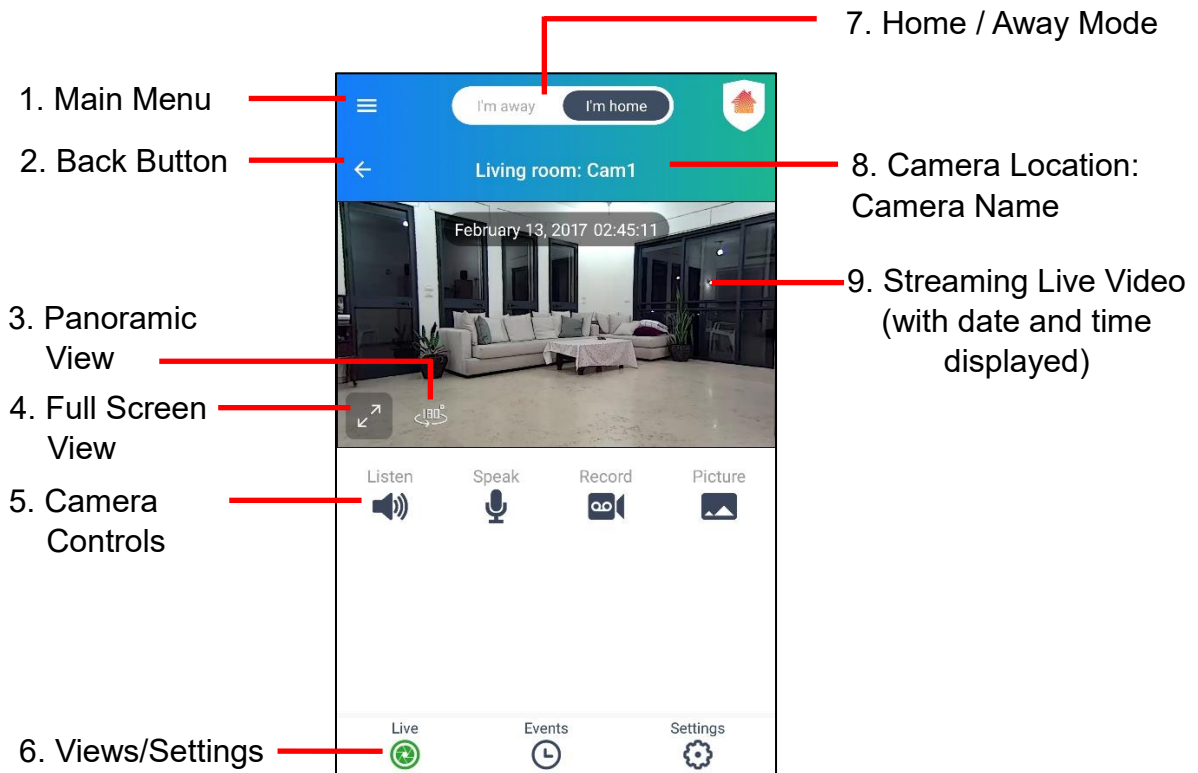 7. Home / Away Mode
1. Main Menu
I'm away
I'm home
2. Back Button
Living room: Cam1
8. Camera Location:
Camera Name
February 13, 2017 02:45:11
9. Streaming Live Video
(with date and time
displayed)
3. Panoramic
View
4. Full Screen
View
180°
Listen
Speak
Record
Picture
5. Camera
Controls
Live
Events
Settings
6. Views/Settings